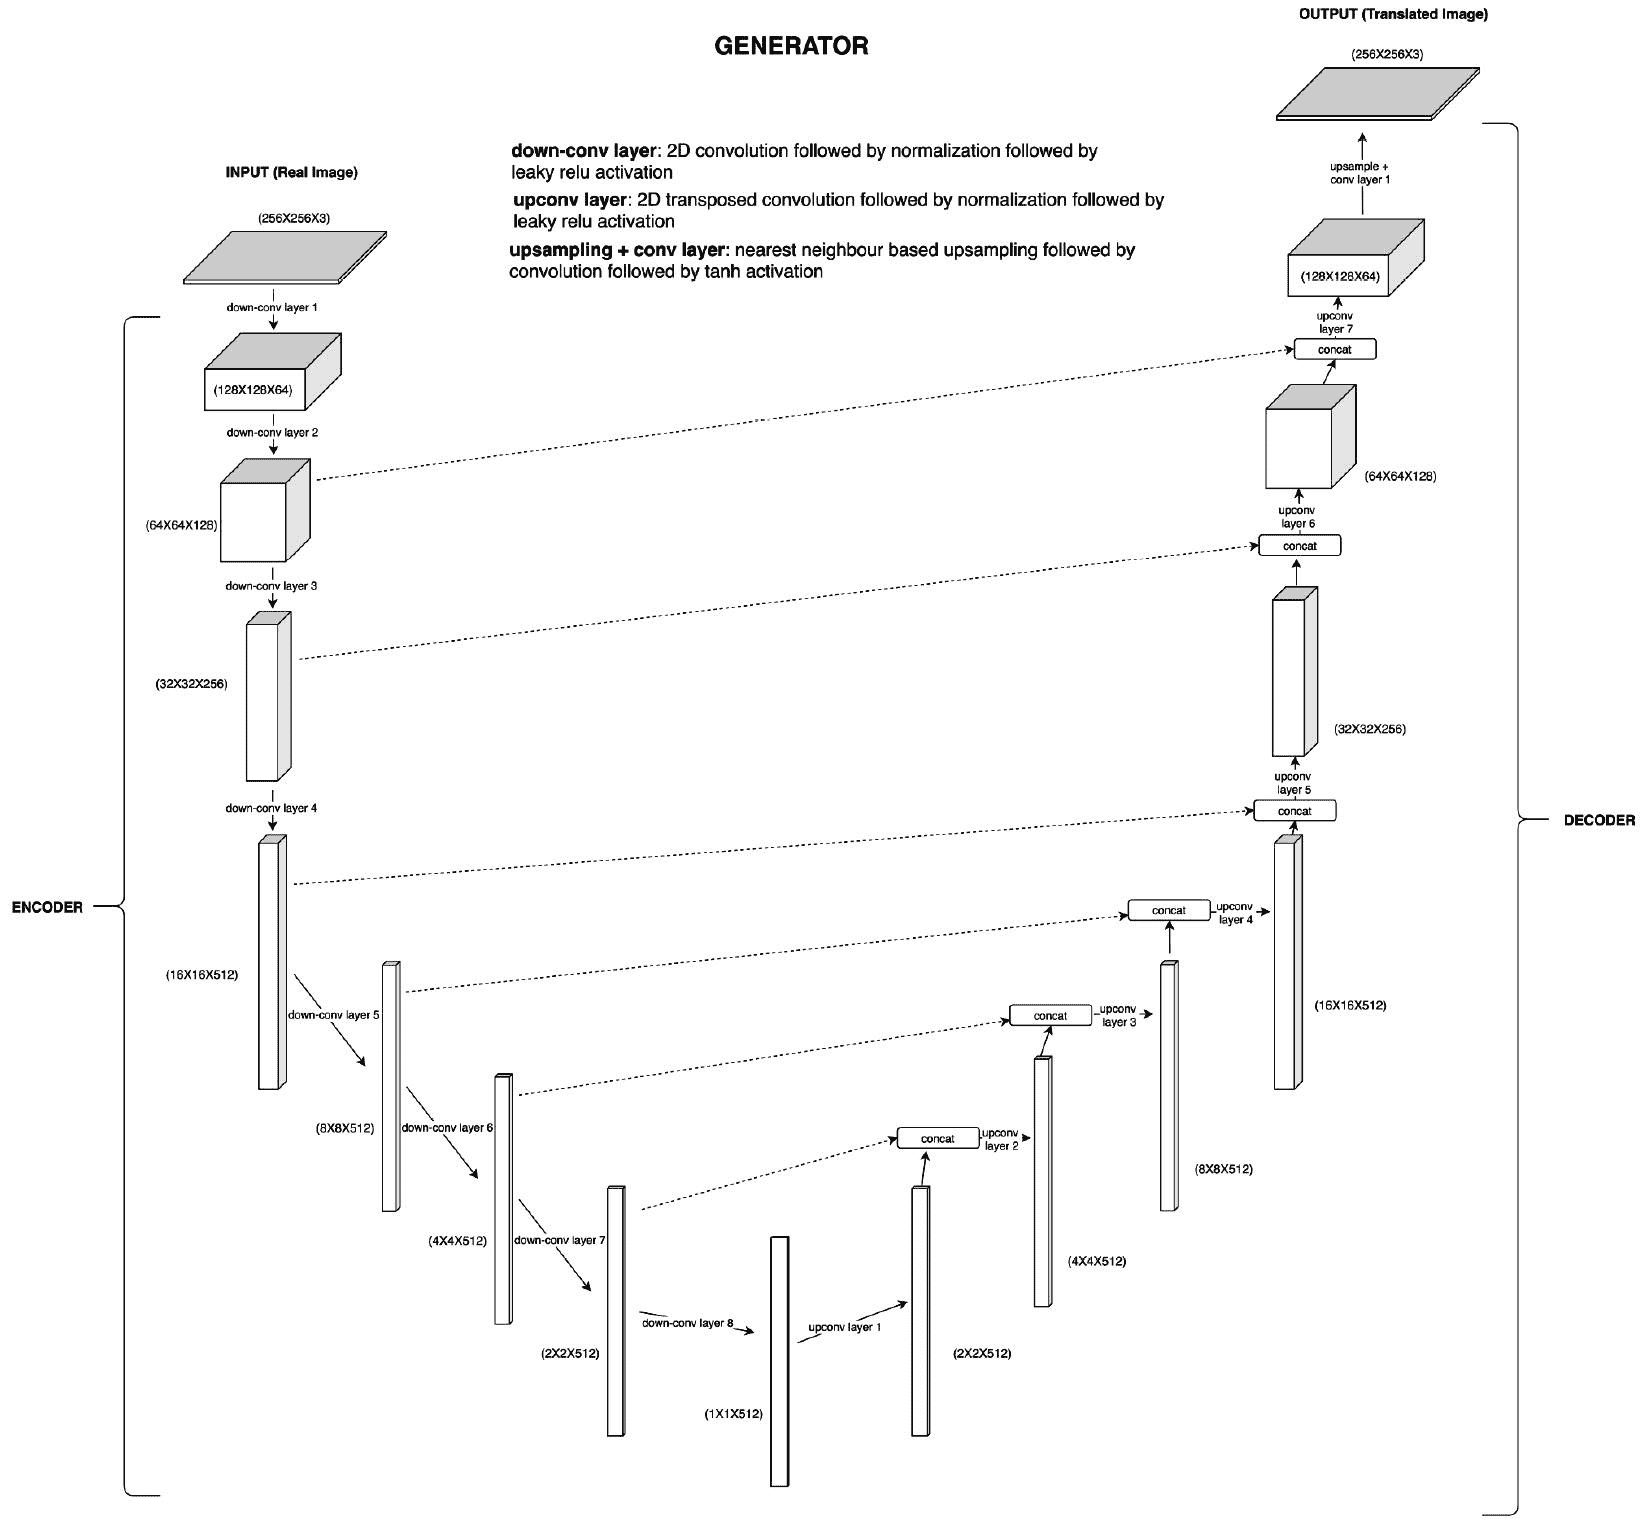 GENERATOR
OUTPUT (Translated Image)
(256X256X3)
down-conv layer: 2D convolution followed by normalization followed by
leaky relu activation
upconv layer: 2D transposed convolution followed by normalization followed by
leaky relu activation
upsampling + conv layer: nearest neighbour based upsampling followed by
convolution followed by tanh activation
INPUT (Real Image)
(256X256X3)
down-conv layer 1
(128X128X64)
down-conv layer 2
(64X64X128)
down-conv layer 3
(32X32X256)
down-conv layer 4
ENCODER
(16X16X512)
down-conv layer 5
(8X8X512)
down-conv layer 6
(4X4X512)
down-conv layer 7
(2X2X512)
down-conv layer 8
(1X1X512)
upconv layer 1
(2X2X512)
concat
upconv
layer 2
(4X4X512)
concat
upconv
layer 3
(8X8X512)
concat
upconv
layer 4
(16X16X512)
concat
upconv
layer 5
(32X32X256)
concat
upconv
layer 6
(64X64X128)
concat
upconv
layer 7
(128X128X64)
upsample +
conv layer 1
DECODER